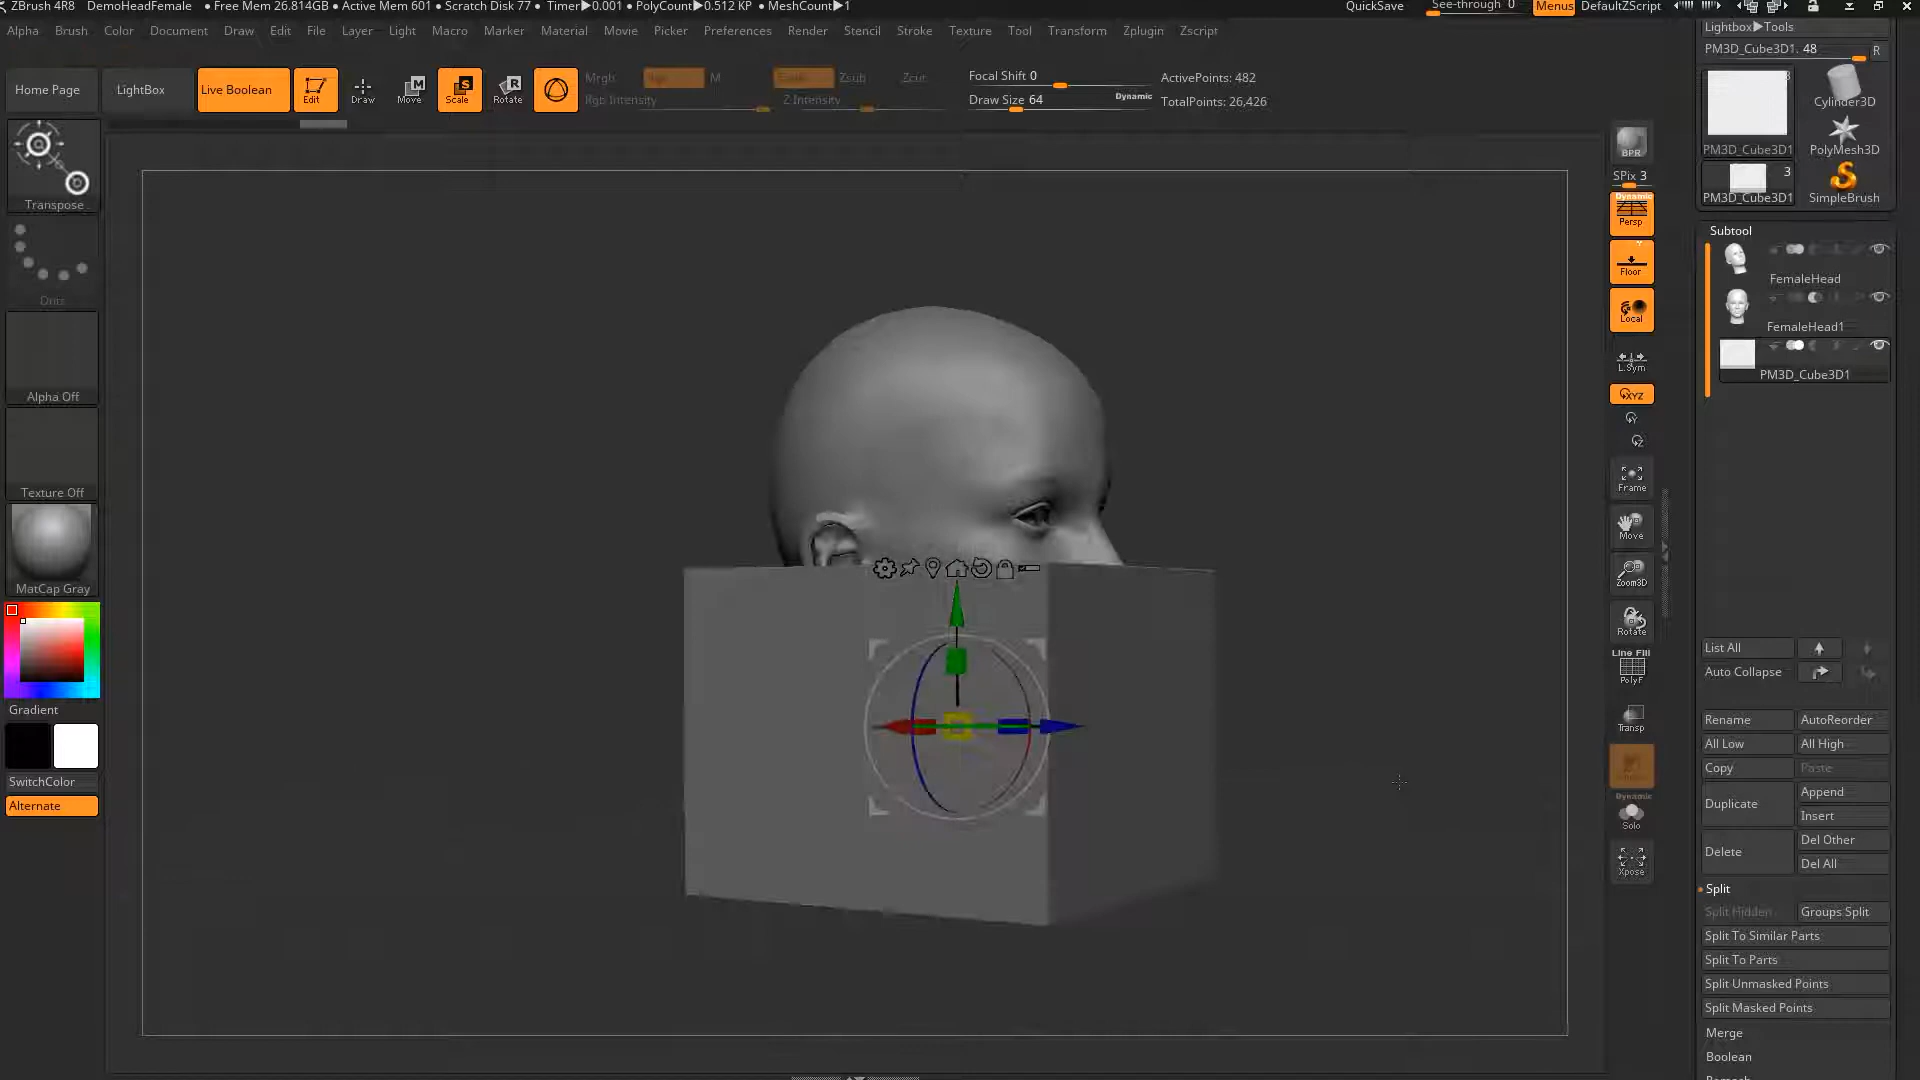 ZBrush 4R8 DemoHeadFemale • Free Mem 26.814GB • Active Mem 601 • Scratch Disk 77 • Timer▶0.001 • PolyCount▶0.512 KP • MeshCount▶1 QuickSave See-through 0 Menus DefaultZScript
Alpha Brush Color Document Draw Edit File Layer Light Macro Marker Material Movie Picker Preferences Render Stencil Stroke Texture Tool Transform Zplugin Zscript
Home Page LightBox Live Boolean Edit Draw Move Scale Rotate
Mrgb M Zsub Zcut
Rgb Intensity Z Intensity
Focal Shift 0
Draw Size 64 Dynamic
ActivePoints: 482
TotalPoints: 26,426
Transpose
Dots
Alpha Off
Texture Off
MatCap Gray
Gradient
SwitchColor
Alternate
BPR
SPix 3
Dynamic
Persp
Floor
Local
L.Sym
XYZ
Y
Z
Frame
Move
Zoom3D
Rotate
Line Fill
PolyF
Transp
Dynamic
Solo
Xpose
Lightbox▶Tools
PM3D_Cube3D1. 48 R
Cylinder3D
PM3D_Cube3D1 PolyMesh3D
3
PM3D_Cube3D1 SimpleBrush
Subtool
FemaleHead
FemaleHead1
PM3D_Cube3D1
List All
Auto Collapse
Rename AutoReorder
All Low All High
Copy Paste
Duplicate Append
Insert
Delete Del Other
Del All
Split
Split Hidden Groups Split
Split To Similar Parts
Split To Parts
Split Unmasked Points
Split Masked Points
Merge
Boolean